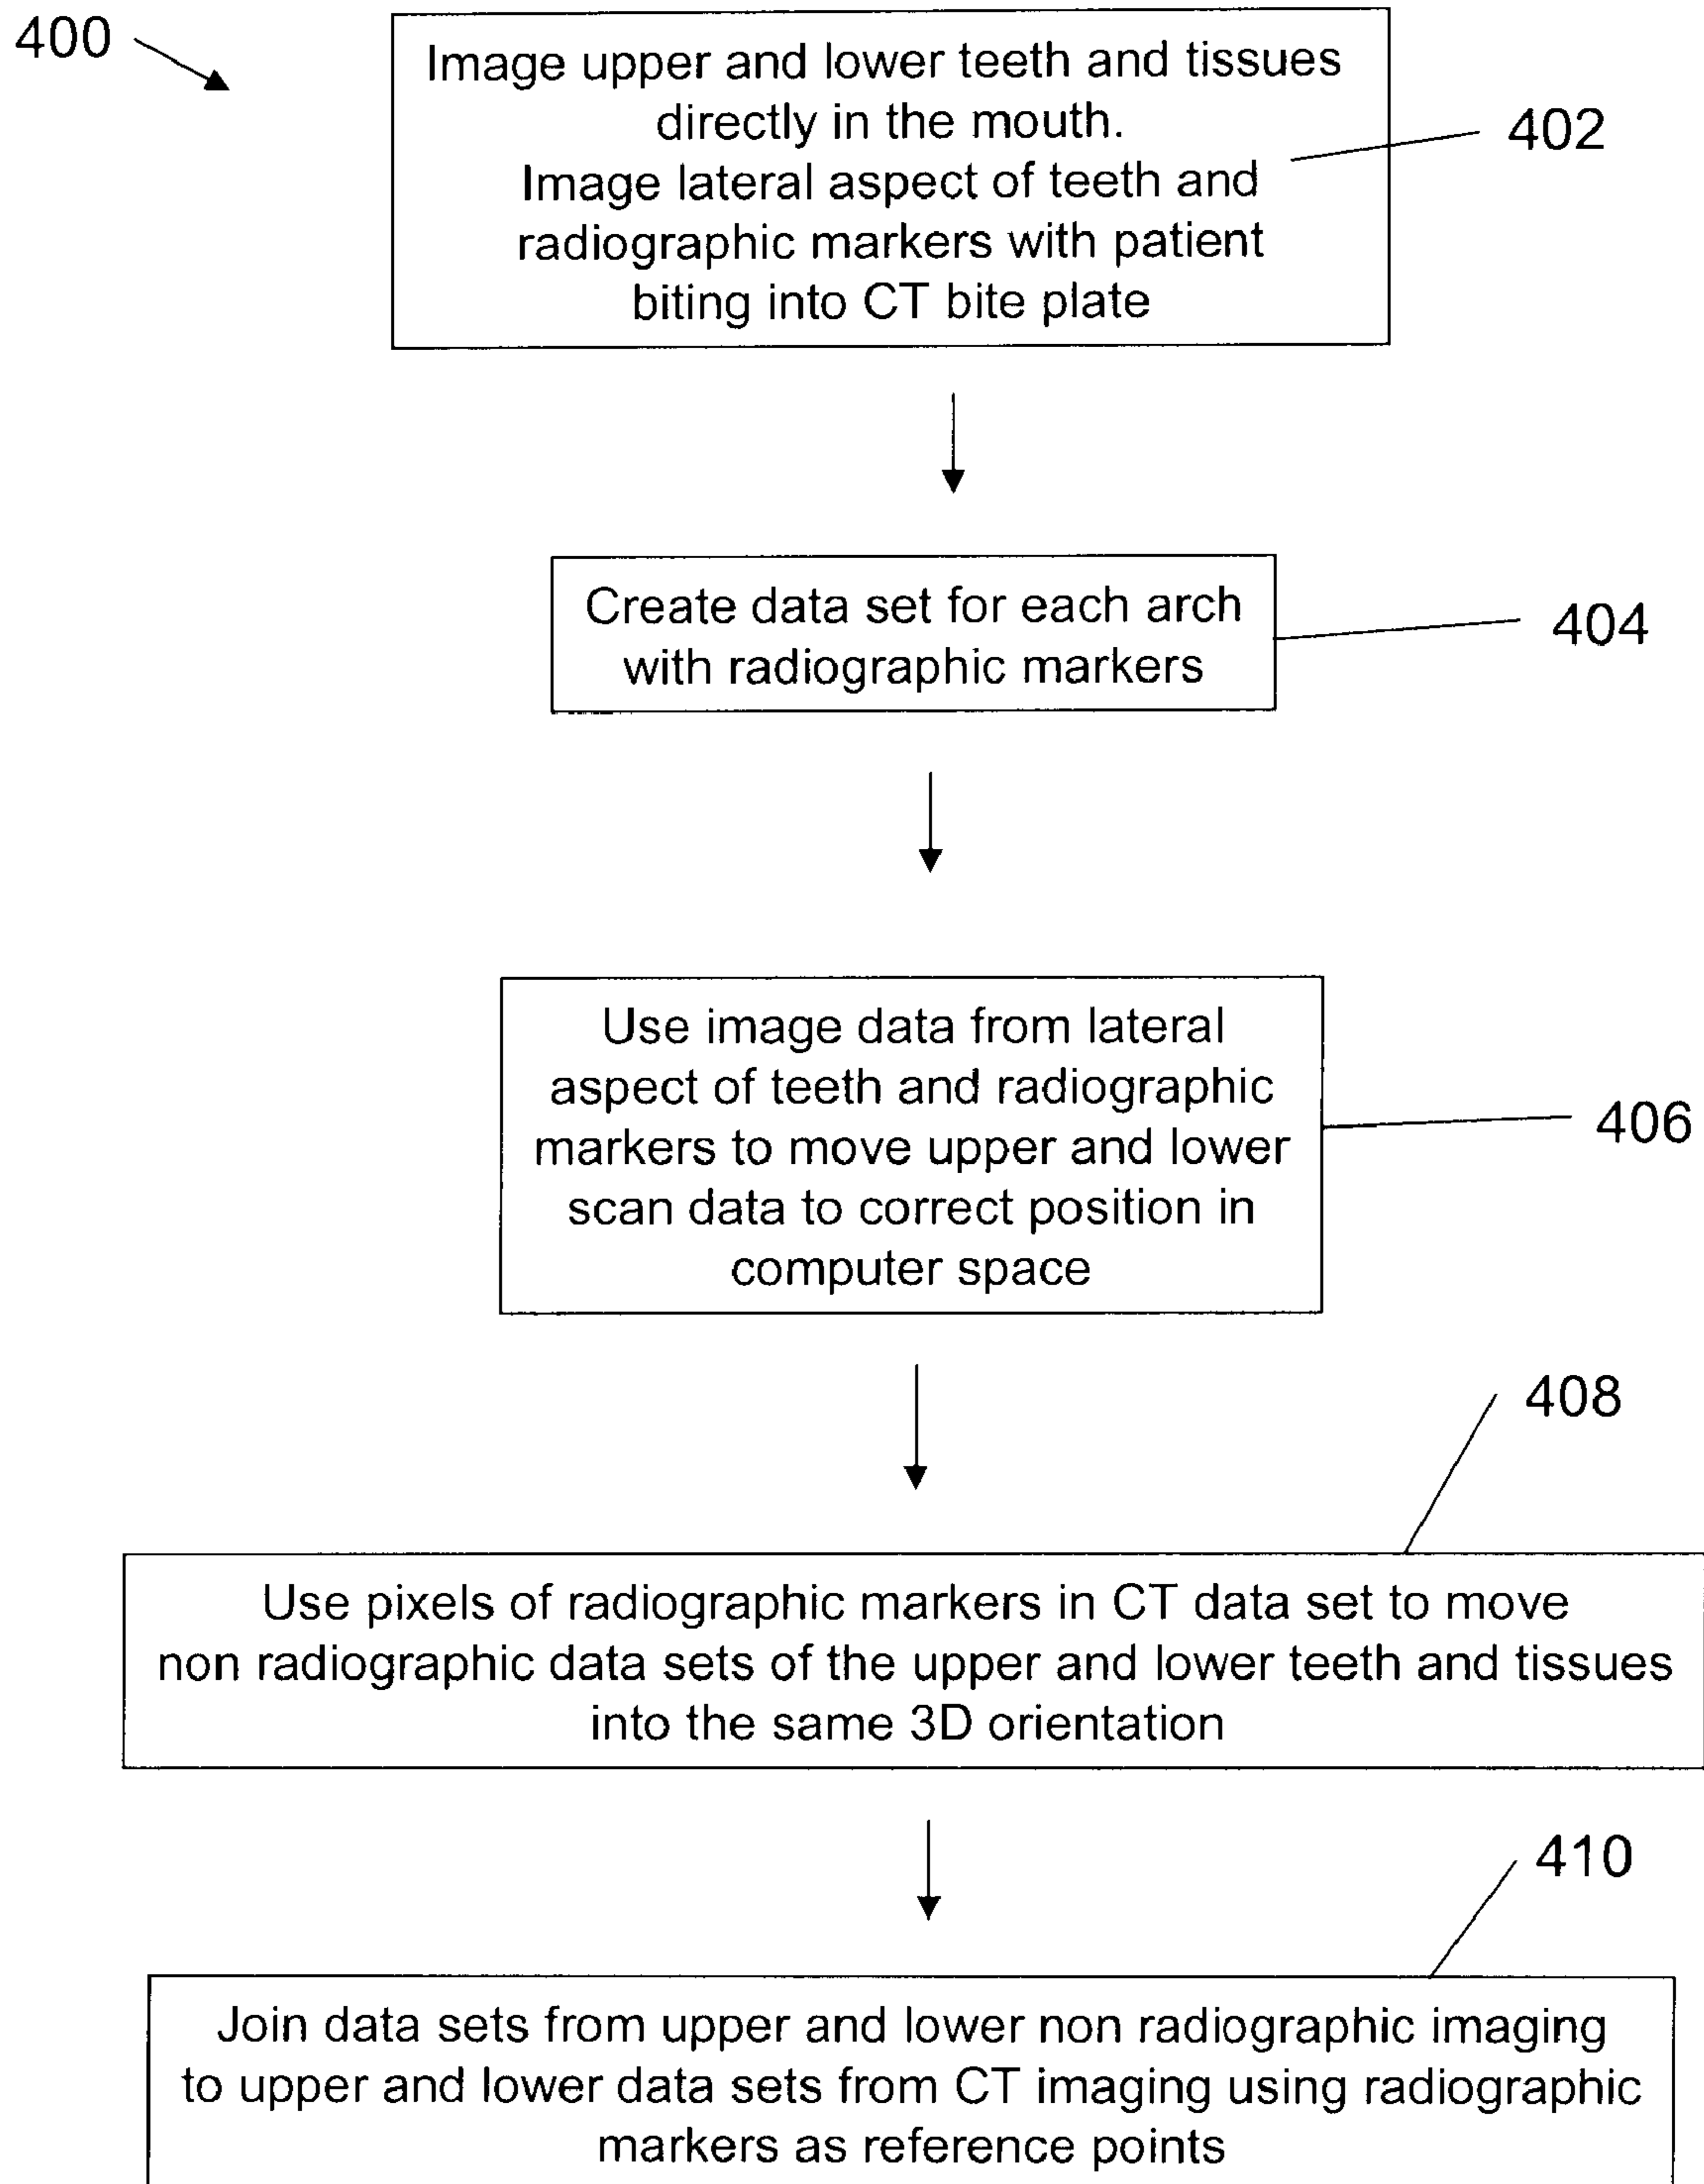 400
Image upper and lower teeth and tissues
directly in the mouth.
Image lateral aspect of teeth and
radiographic markers with patient
biting into CT bite plate
402
Create data set for each arch
with radiographic markers
404
Use image data from lateral
aspect of teeth and radiographic
markers to move upper and lower
scan data to correct position in
computer space
406
408
Use pixels of radiographic markers in CT data set to move
non radiographic data sets of the upper and lower teeth and tissues
into the same 3D orientation
410
Join data sets from upper and lower non radiographic imaging
to upper and lower data sets from CT imaging using radiographic
markers as reference points